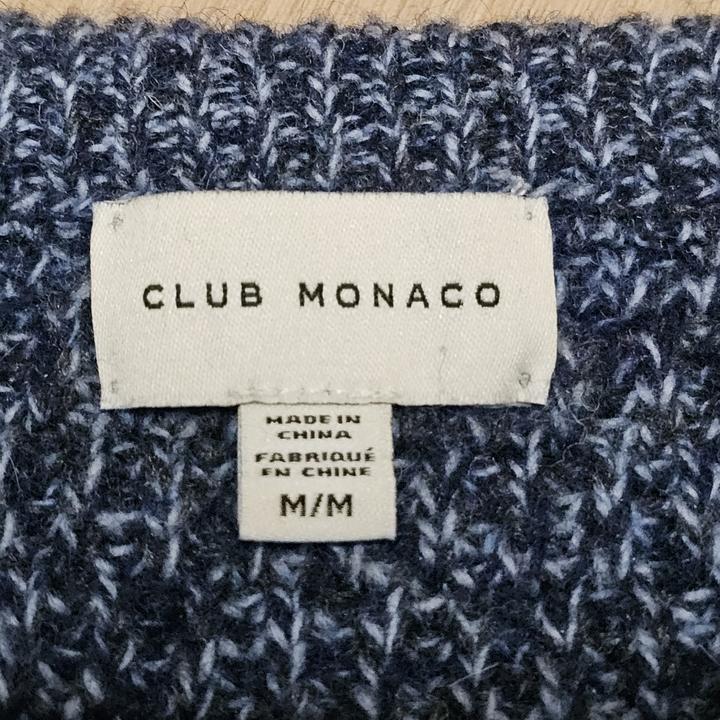 CLUB MONACO
MADE IN
CHINA
FABRIQUÉ
EN CHINE
M/M